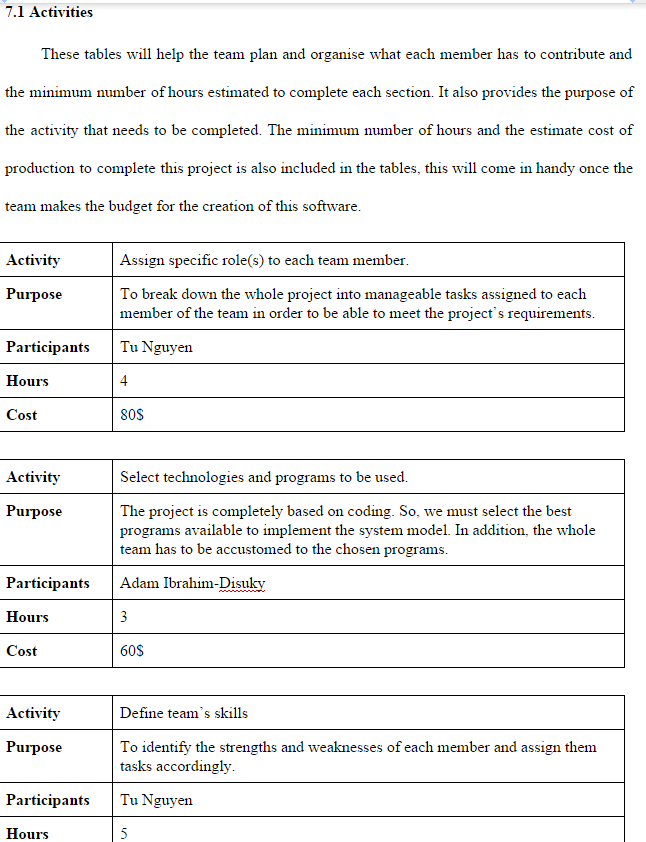 7.1 Activities
These tables will help the team plan and organise what each member has to contribute and
the minimum number of hours estimated to complete each section. It also provides the purpose of
the activity that needs to be completed. The minimum number of hours and the estimate cost of
production to complete this project is also included in the tables, this will come in handy once the
team makes the budget for the creation of this software.
Activity Assign specific role(s) to each team member.
Purpose To break down the whole project into manageable tasks assigned to each
member of the team in order to be able to meet the project's requirements.
Participants Tu Nguyen
Hours 4
Cost 80$
Activity Select technologies and programs to be used.
Purpose The project is completely based on coding. So, we must select the best
programs available to implement the system model. In addition, the whole
team has to be accustomed to the chosen programs.
Participants Adam Ibrahim-Disuky
Hours 3
Cost 60$
Activity Define team's skills
Purpose To identify the strengths and weaknesses of each member and assign them
tasks accordingly.
Participants Tu Nguyen
Hours 5